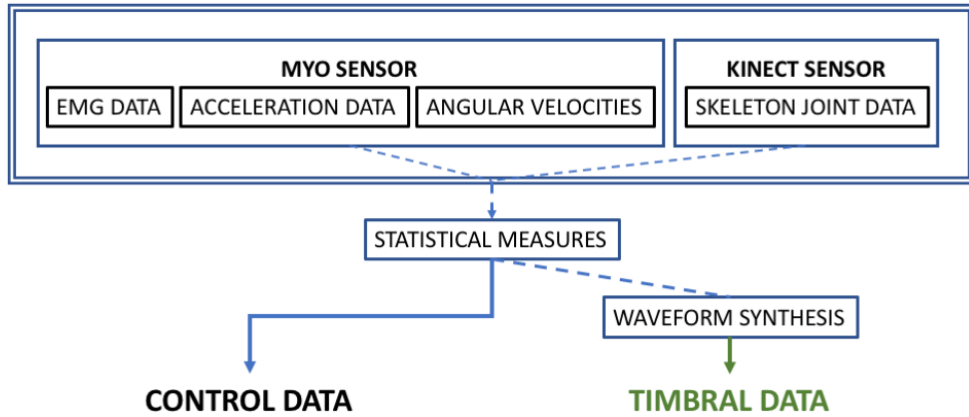 MYO SENSOR
EMG DATA
ACCELERATION DATA
ANGULAR VELOCITIES
KINECT SENSOR
SKELETON JOINT DATA
STATISTICAL MEASURES
WAVEFORM SYNTHESIS
CONTROL DATA
TIMBRAL DATA